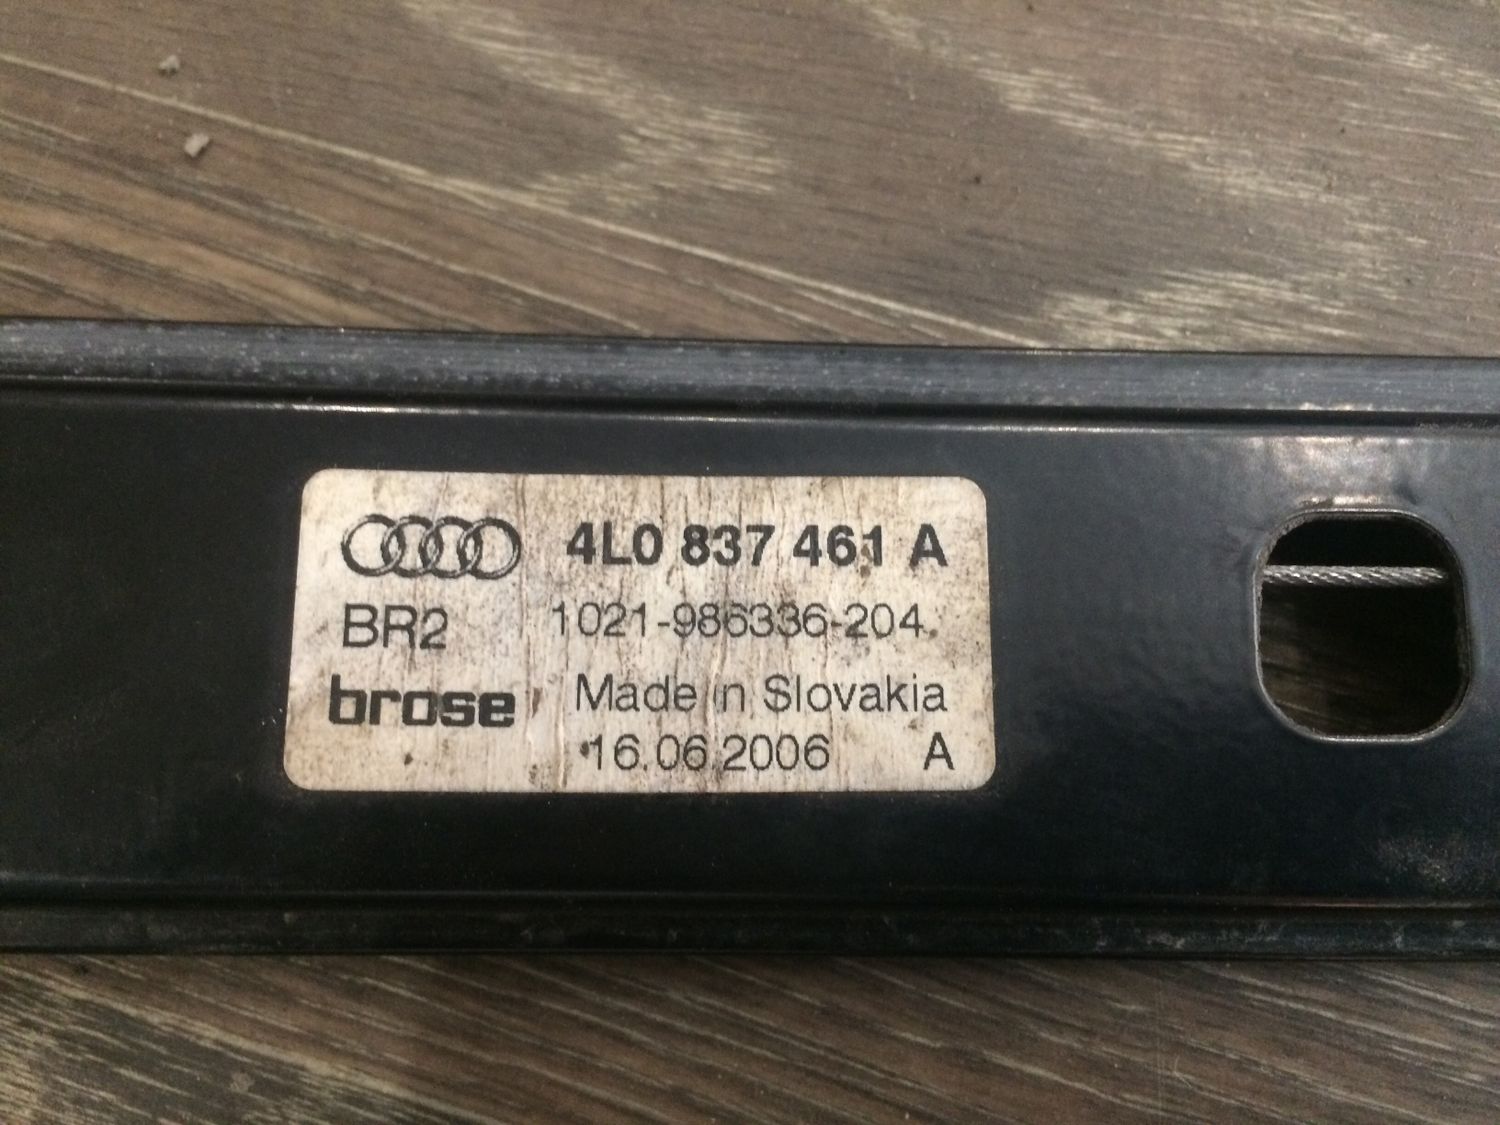 4L0 837 461 A
BR2 1021-986336-204
brose Made in Slovakia
16.06.2006 A